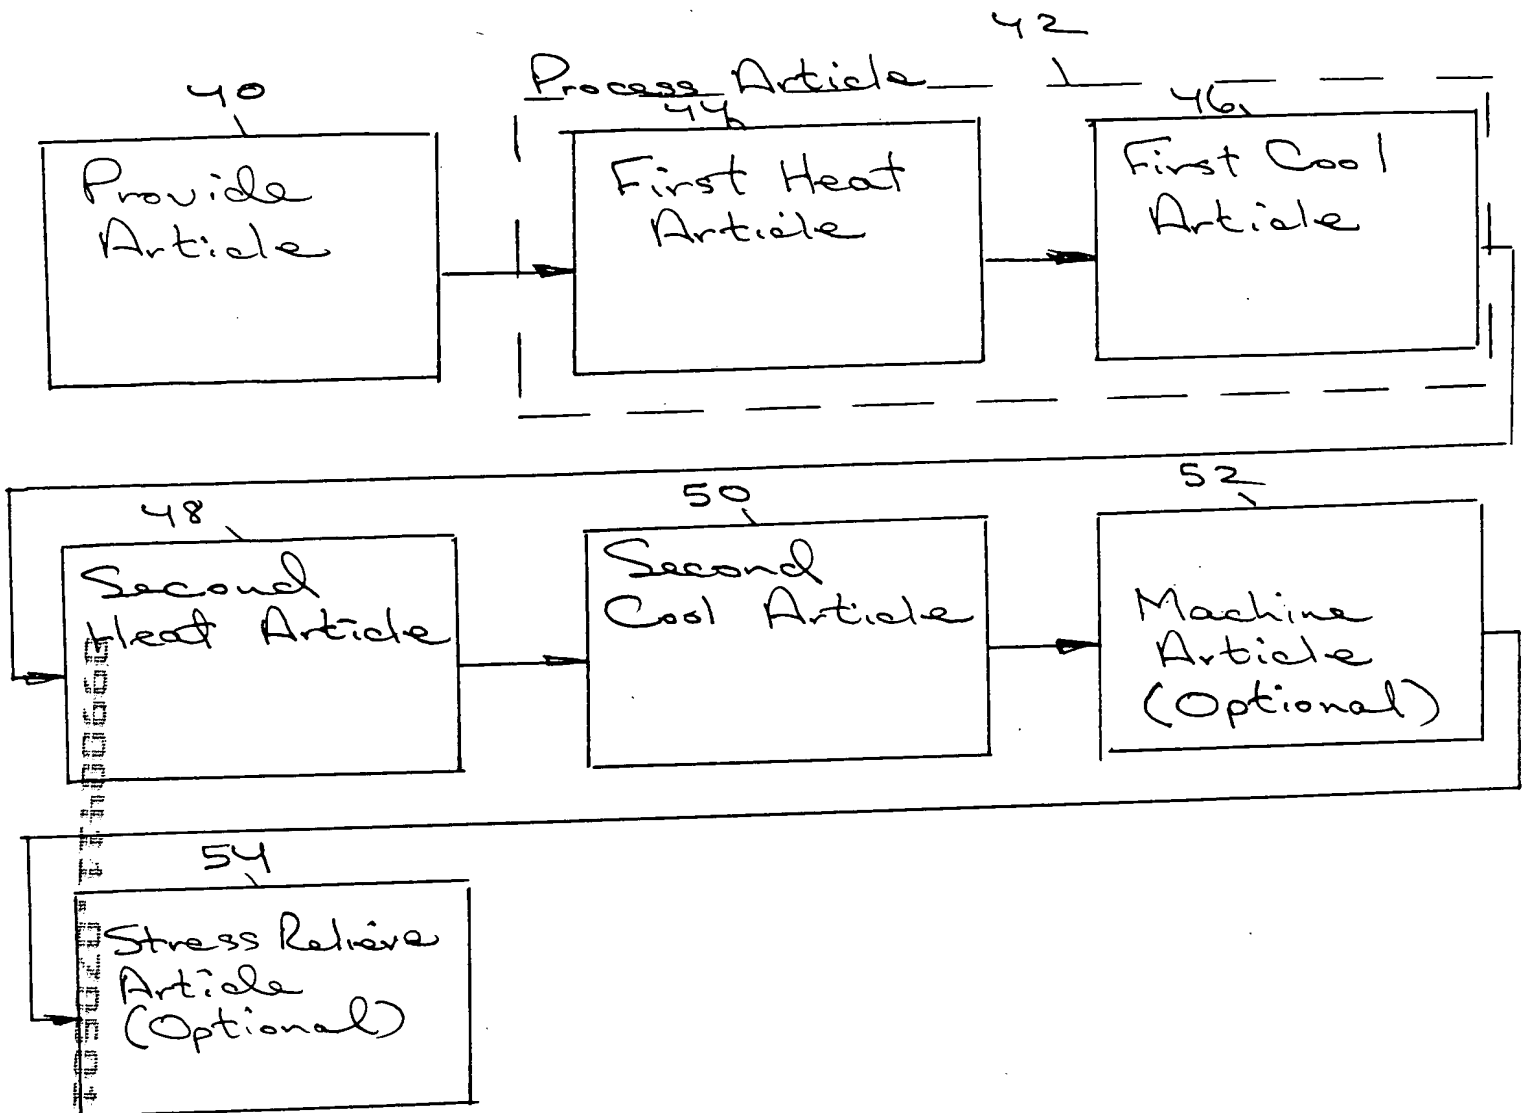 42
Process Article
40
44
46
Provide
Article
First Heat
Article
First Cool
Article
48
50
52
Second
Heat Article
Second
Cool Article
Machine
Article
(Optional)
54
Stress Relieve
Article
(Optional)